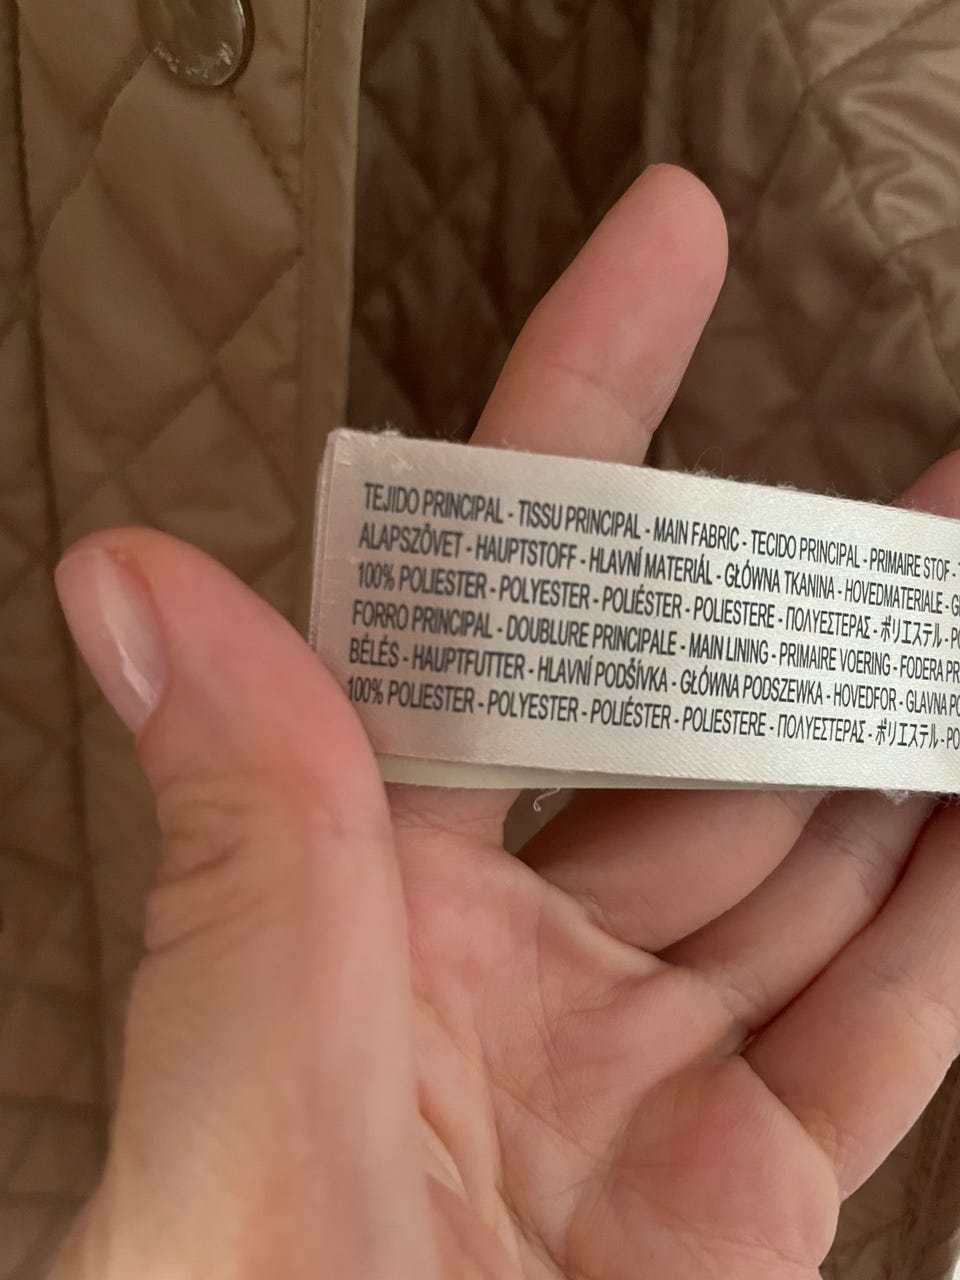 TEJIDO PRINCIPAL - TISSU PRINCIPAL - MAIN FABRIC - TECIDO PRINCIPAL - PRIMAIRE STOF -
ALAPSZÖVET - HAUPTSTOFF - HLAVNÍ MATERIÁL - GŁÓWNA TKANINA - HOVEDMATERIALE -
100% POLIESTER - POLYESTER - POLIÉSTER - POLIESTERE - ΠΟΛΥΕΣΤΕΡΑΣ - ポリエステル -
FORRO PRINCIPAL - DOUBLURE PRINCIPALE - MAIN LINING - PRIMAIRE VOERING - FODERA
BÉLÉS - HAUPTFUTTER - HLAVNÍ PODŠÍVKA - GŁÓWNA PODSZEWKA - HOVEDFOR - GLAVNA
100% POLIESTER - POLYESTER - POLIÉSTER - POLIESTERE - ΠΟΛΥΕΣΤΕΡΑΣ - ポリエステル -